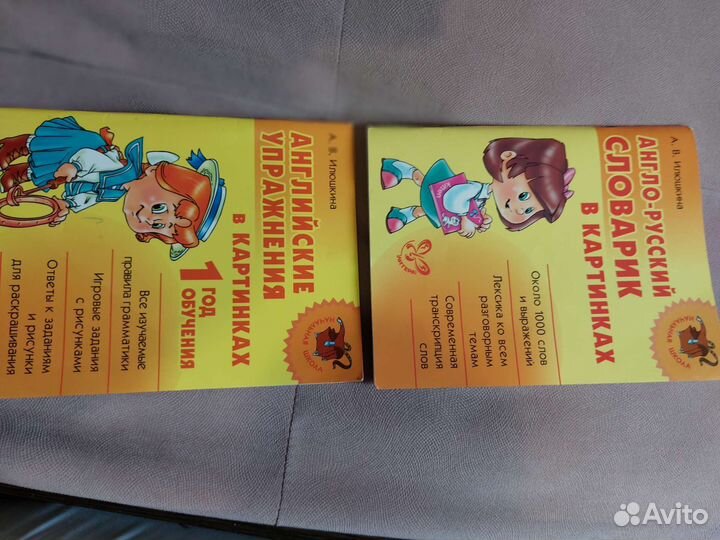 А. В. Илюшкина
АНГЛИЙСКИЕ
УПРАЖНЕНИЯ
В КАРТИНКАХ
1 ГОД
ОБУЧЕНИЯ
Все изучаемые
правила грамматики
Игровые задания
с рисунками
Ответы к заданиям
и рисунки
для раскрашивания
НАЧАЛЬНАЯ
ШКОЛА
А. В. Илюшкина
АНГЛО-РУССКИЙ
СЛОВАРИК
В КАРТИНКАХ
Около 1000 слов
и выражений
Лексика ко всем
разговорным
темам
Современная
транскрипция
слов
ЛИТЕРА
НАЧАЛЬНАЯ
ШКОЛА
Avito